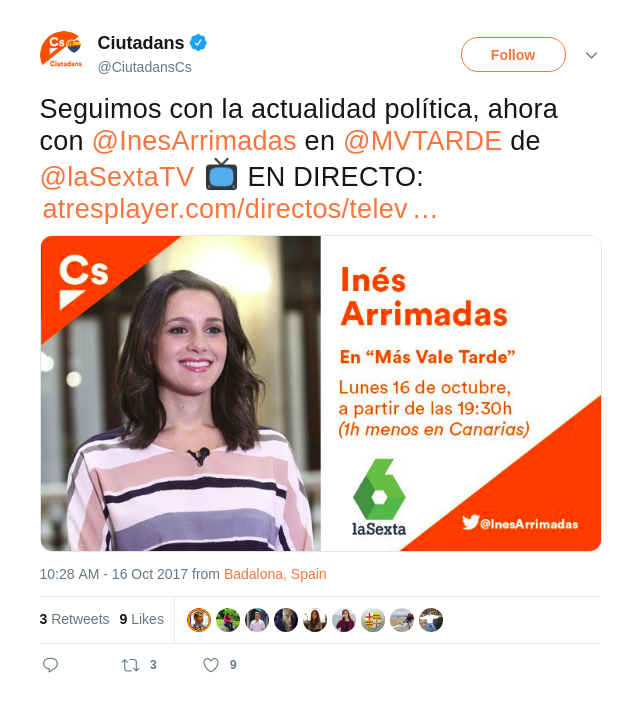 Cs
Ciutadans
Ciutadans
@CiutadansCs
Follow
Seguimos con la actualidad política, ahora
con @InesArrimadas en @MVTARDE de
@laSextaTV EN DIRECTO:
atresplayer.com/directos/telev…
Cs
Inés
Arrimadas
En “Más Vale Tarde”
Lunes 16 de octubre,
a partir de las 19:30h
(1h menos en Canarias)
6
laSexta
@InesArrimadas
10:28 AM - 16 Oct 2017 from Badalona, Spain
3 Retweets 9 Likes
3 9